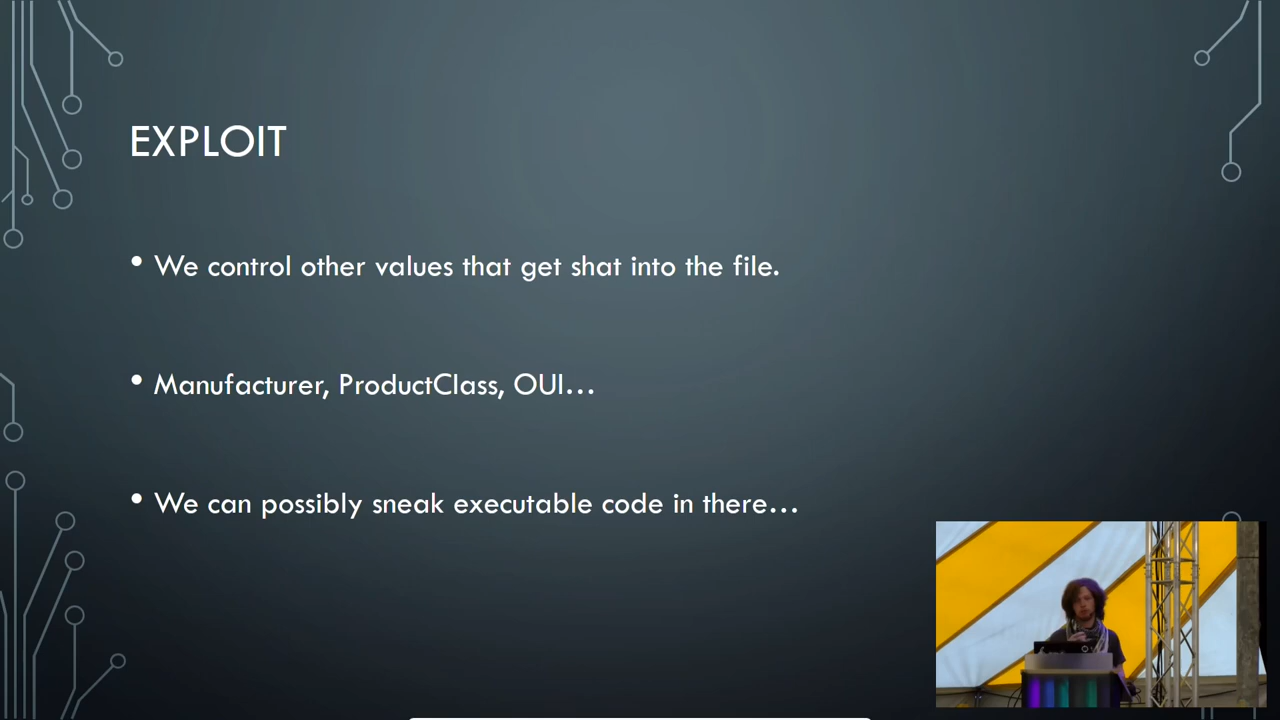 EXPLOIT
• We control other values that get shat into the file.
• Manufacturer, ProductClass, OUI...
• We can possibly sneak executable code in there...